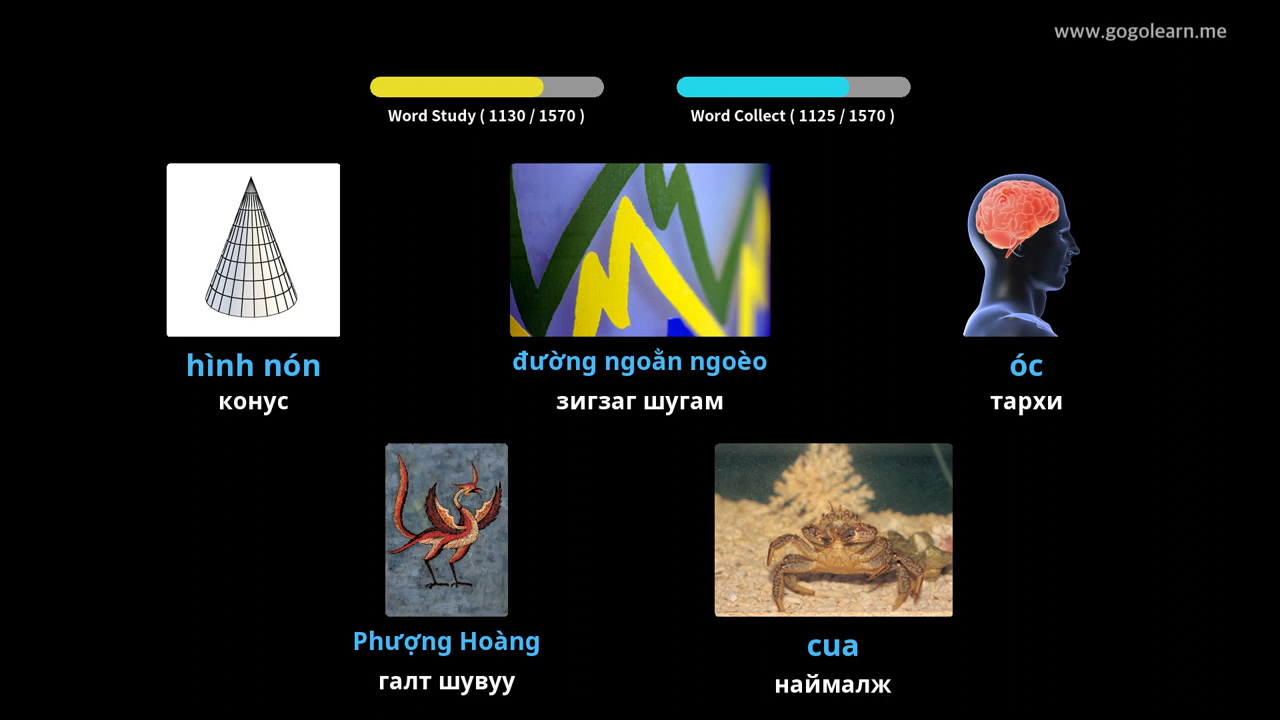 www.gogolearn.me
Word Study ( 1130 / 1570 )
Word Collect ( 1125 / 1570 )
hình nón
конус
đường ngoằn ngoèo
зигзаг шугам
óc
тархи
Phượng Hoàng
галт шувуу
cua
наймалж